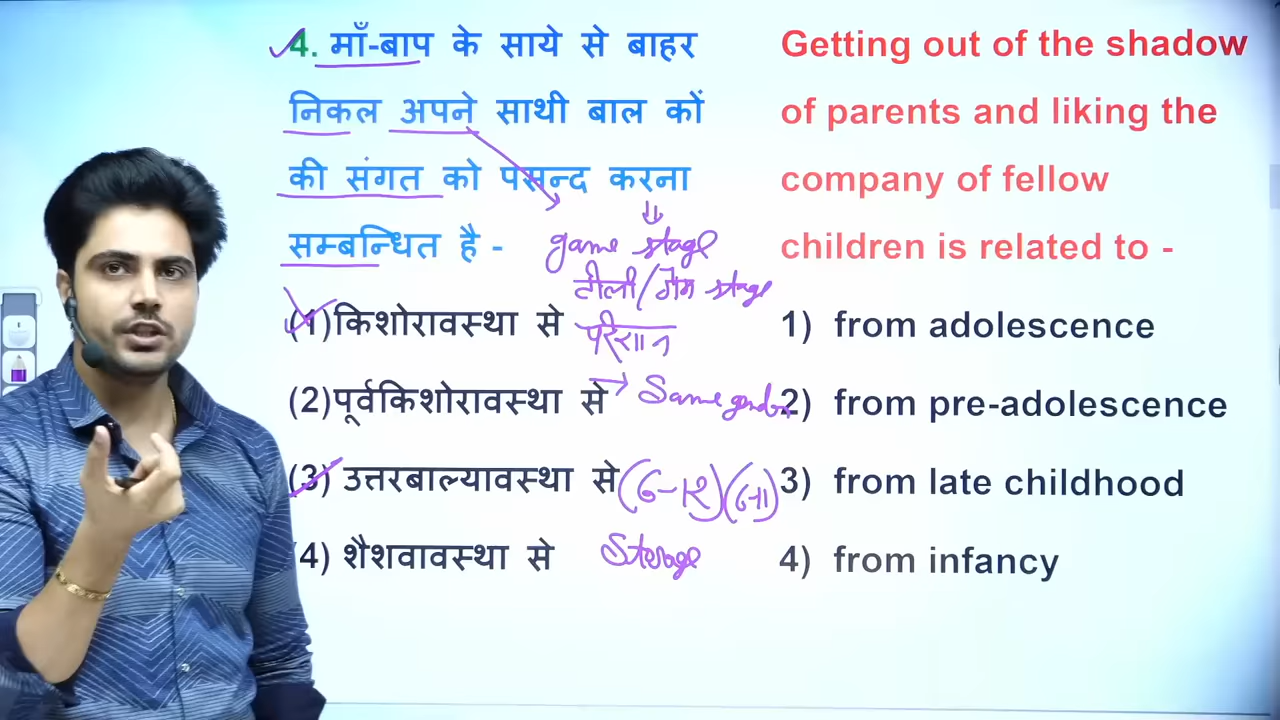 4. माँ-बाप के साये से बाहर
निकल अपने साथी बाल कों
की संगत को पसन्द करना
सम्बन्धित है -
game stage
टोली/गैंग stage
(1)किशोरावस्था से
(2)पूर्वकिशोरावस्था से
→ Same gender
(3) उत्तरबाल्यावस्था से
(6-12) (6-11)
(4) शैशवावस्था से
Getting out of the shadow
of parents and liking the
company of fellow
children is related to -
1) from adolescence
2) from pre-adolescence
3) from late childhood
4) from infancy